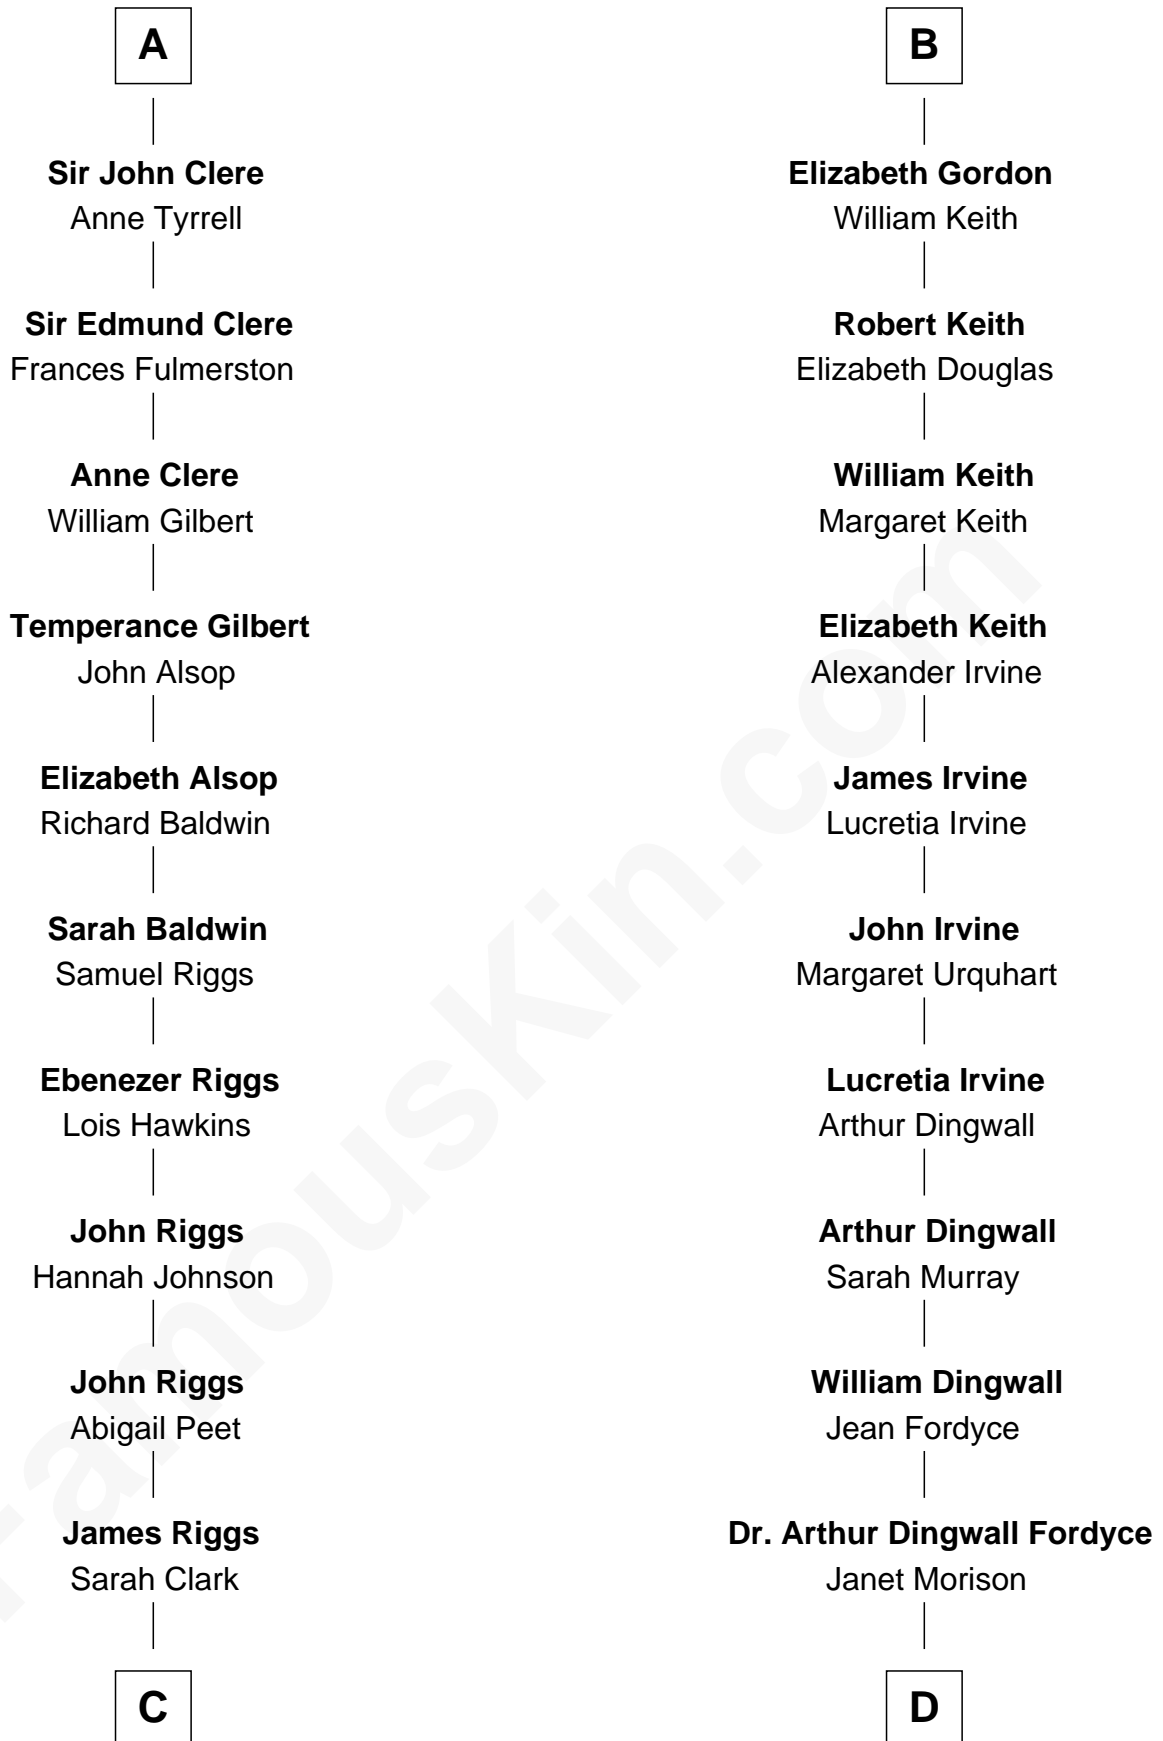 A
Sir John Clere
Anne Tyrrell
Sir Edmund Clere
Frances Fulmerston
Anne Clere
William Gilbert
Temperance Gilbert
John Alsop
Elizabeth Alsop
Richard Baldwin
Sarah Baldwin
Samuel Riggs
Ebenezer Riggs
Lois Hawkins
John Riggs
Hannah Johnson
John Riggs
Abigail Peet
James Riggs
Sarah Clark
C
B
Elizabeth Gordon
William Keith
Robert Keith
Elizabeth Douglas
William Keith
Margaret Keith
Elizabeth Keith
Alexander Irvine
James Irvine
Lucretia Irvine
John Irvine
Margaret Urquhart
Lucretia Irvine
Arthur Dingwall
Arthur Dingwall
Sarah Murray
William Dingwall
Jean Fordyce
Dr. Arthur Dingwall Fordyce
Janet Morison
D
FamousKin.com